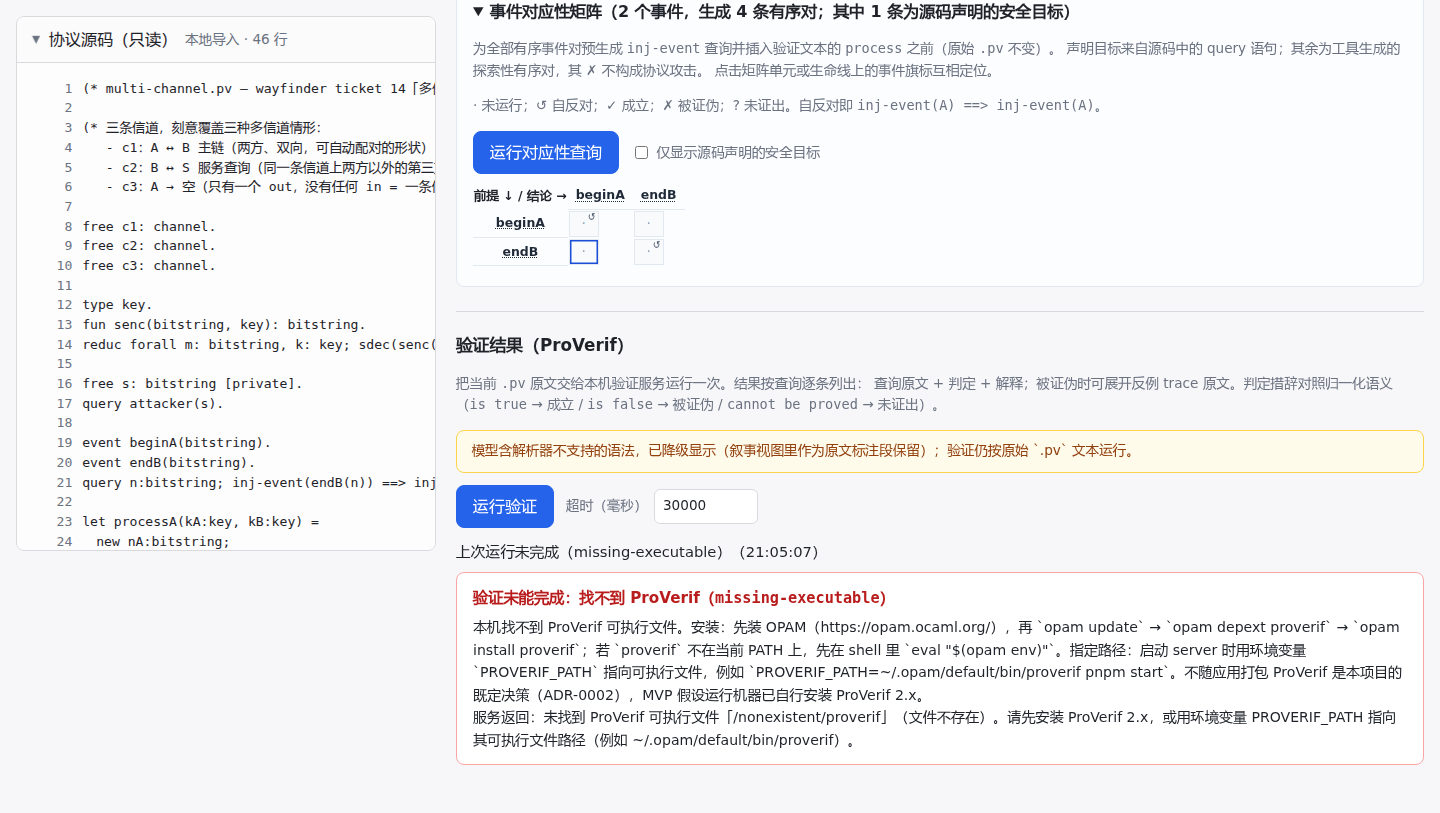 ▼ 协议源码（只读） 本地导入 · 46 行
1 (* multi-channel.pv — wayfinder ticket 14「多
2
3 (* 三条信道，刻意覆盖三种多信道情形：
4 - c1：A ↔ B 主链（两方、双向，可自动配对的形状）
5 - c2：B ↔ S 服务查询（同一条信道上两方以外的第三
6 - c3：A → 空（只有一个 out，没有任何 in = 一条
7
8 free c1: channel.
9 free c2: channel.
10 free c3: channel.
11
12 type key.
13 fun senc(bitstring, key): bitstring.
14 reduc forall m: bitstring, k: key; sdec(senc(
15
16 free s: bitstring [private].
17 query attacker(s).
18
19 event beginA(bitstring).
20 event endB(bitstring).
21 query n:bitstring; inj-event(endB(n)) ==> inj
22
23 let processA(kA:key, kB:key) =
24 new nA:bitstring;
▼ 事件对应性矩阵（2 个事件，生成 4 条有序对；其中 1 条为源码声明的安全目标）
为全部有序事件对预生成 inj-event 查询并插入验证文本的 process 之前（原始 .pv 不变）。 声明目标来自源码中的 query 语句；其余为工具生成的
探索性有序对，其 ✗ 不构成协议攻击。 点击矩阵单元或生命线上的事件旗标互相定位。
· 未运行；↺ 自反对；✓ 成立；✗ 被证伪；? 未证出。自反对即 inj-event(A) ==> inj-event(A)。
运行对应性查询 仅显示源码声明的安全目标
前提 ↓ / 结论 → beginA endB
beginA · ↺ ·
endB · · ↺
验证结果（ProVerif）
把当前 .pv 原文交给本机验证服务运行一次。结果按查询逐条列出： 查询原文 + 判定 + 解释；被证伪时可展开反例 trace 原文。判定措辞对照归一化语义
（is true → 成立 / is false → 被证伪 / cannot be proved → 未证出）。
模型含解析器不支持的语法，已降级显示（叙事视图里作为原文标注段保留）；验证仍按原始 `.pv` 文本运行。
运行验证 超时（毫秒） 30000
上次运行未完成（missing-executable）（21:05:07）
验证未能完成：找不到 ProVerif（missing-executable）
本机找不到 ProVerif 可执行文件。安装：先装 OPAM（https://opam.ocaml.org/），再 `opam update` → `opam depext proverif` → `opam
install proverif`；若 `proverif` 不在当前 PATH 上，先在 shell 里 `eval "$(opam env)"`。指定路径：启动 server 时用环境变量
`PROVERIF_PATH` 指向可执行文件，例如 `PROVERIF_PATH=~/.opam/default/bin/proverif pnpm start`。不随应用打包 ProVerif 是本项目的
既定决策（ADR-0002），MVP 假设运行机器已自行安装 ProVerif 2.x。
服务返回：未找到 ProVerif 可执行文件「/nonexistent/proverif」（文件不存在）。请先安装 ProVerif 2.x，或用环境变量 PROVERIF_PATH 指向
其可执行文件路径（例如 ~/.opam/default/bin/proverif）。